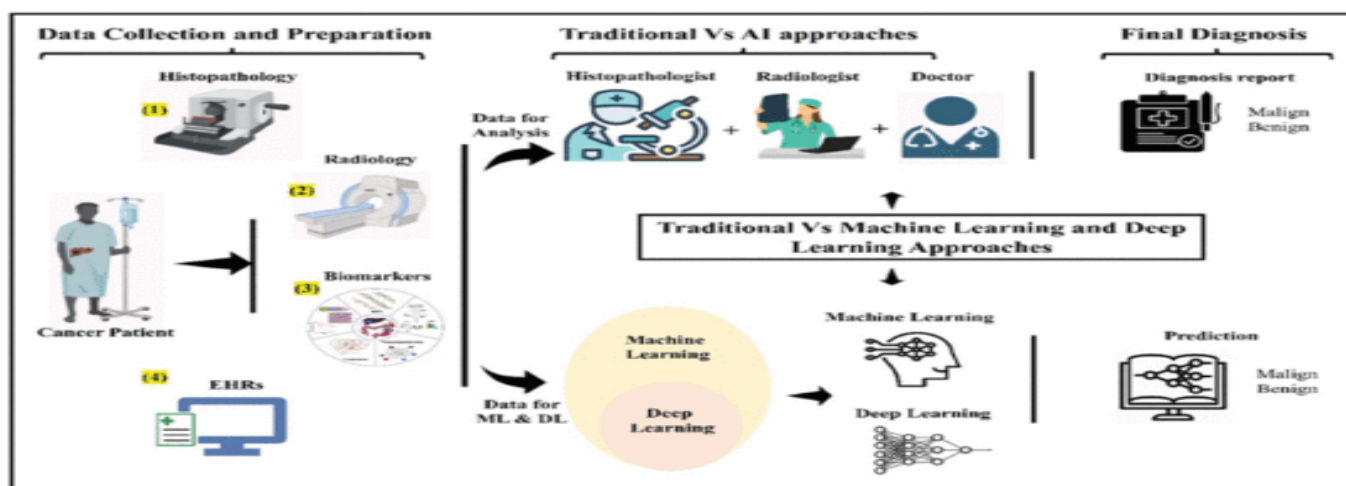 Data Collection and Preparation
Traditional Vs AI approaches
Final Diagnosis
Histopathology
(1)
Radiology
(2)
Biomarkers
(3)
Cancer Patient
(4)
EHRs
Data for
Analysis
Histopathologist
Radiologist
Doctor
+
+
Diagnosis report
Malign
Benign
Traditional Vs Machine Learning and Deep
Learning Approaches
Data for
ML & DL
Machine
Learning
Deep
Learning
Machine Learning
Deep Learning
Prediction
Malign
Benign